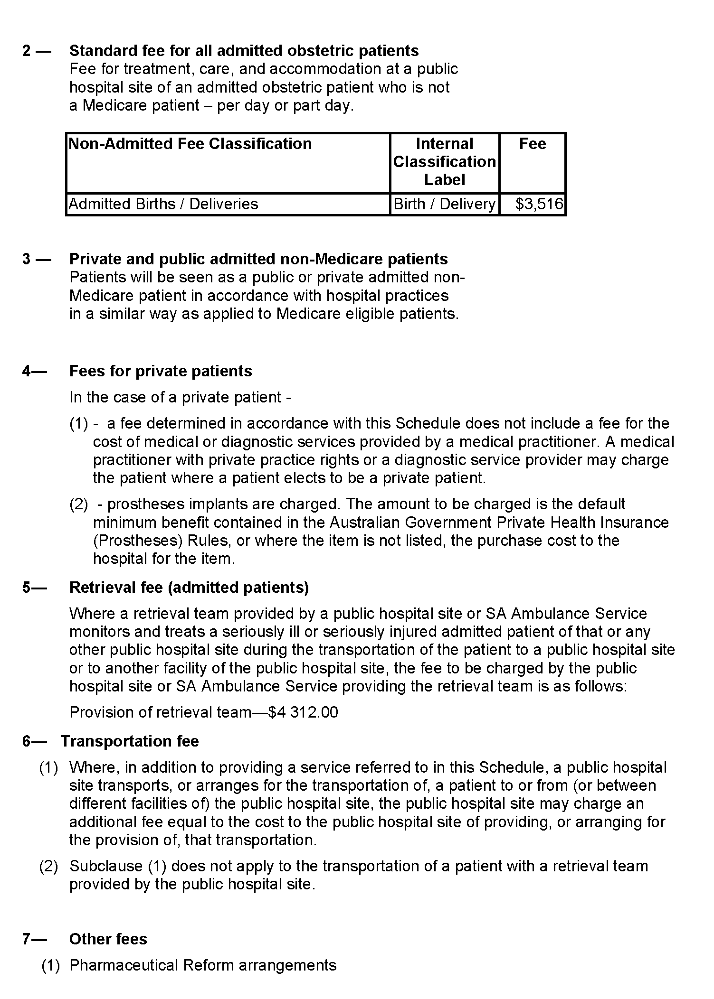 2 — Standard fee for all admitted obstetric patients
Fee for treatment, care, and accommodation at a public
hospital site of an admitted obstetric patient who is not
a Medicare patient – per day or part day.
Non-Admitted Fee Classification Internal Classification Label Fee
Admitted Births / Deliveries Birth / Delivery $3,516
3 — Private and public admitted non-Medicare patients
Patients will be seen as a public or private admitted non-
Medicare patient in accordance with hospital practices
in a similar way as applied to Medicare eligible patients.
4— Fees for private patients
In the case of a private patient -
(1) - a fee determined in accordance with this Schedule does not include a fee for the
cost of medical or diagnostic services provided by a medical practitioner. A medical
practitioner with private practice rights or a diagnostic service provider may charge
the patient where a patient elects to be a private patient.
(2) - prostheses implants are charged. The amount to be charged is the default
minimum benefit contained in the Australian Government Private Health Insurance
(Prostheses) Rules, or where the item is not listed, the purchase cost to the
hospital for the item.
5— Retrieval fee (admitted patients)
Where a retrieval team provided by a public hospital site or SA Ambulance Service
monitors and treats a seriously ill or seriously injured admitted patient of that or any
other public hospital site during the transportation of the patient to a public hospital site
or to another facility of the public hospital site, the fee to be charged by the public
hospital site or SA Ambulance Service providing the retrieval team is as follows:
Provision of retrieval team—$4 312.00
6— Transportation fee
(1) Where, in addition to providing a service referred to in this Schedule, a public hospital
site transports, or arranges for the transportation of, a patient to or from (or between
different facilities of) the public hospital site, the public hospital site may charge an
additional fee equal to the cost to the public hospital site of providing, or arranging for
the provision of, that transportation.
(2) Subclause (1) does not apply to the transportation of a patient with a retrieval team
provided by the public hospital site.
7— Other fees
(1) Pharmaceutical Reform arrangements